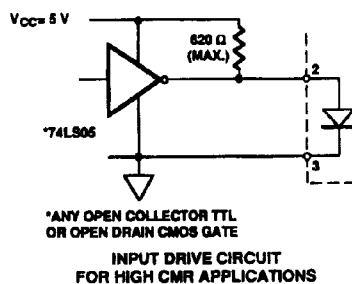 VCC= 5 V
620 Ω
(MAX.)
2
*74LS05
3
*ANY OPEN COLLECTOR TTL
OR OPEN DRAIN CMOS GATE
INPUT DRIVE CIRCUIT
FOR HIGH CMR APPLICATIONS